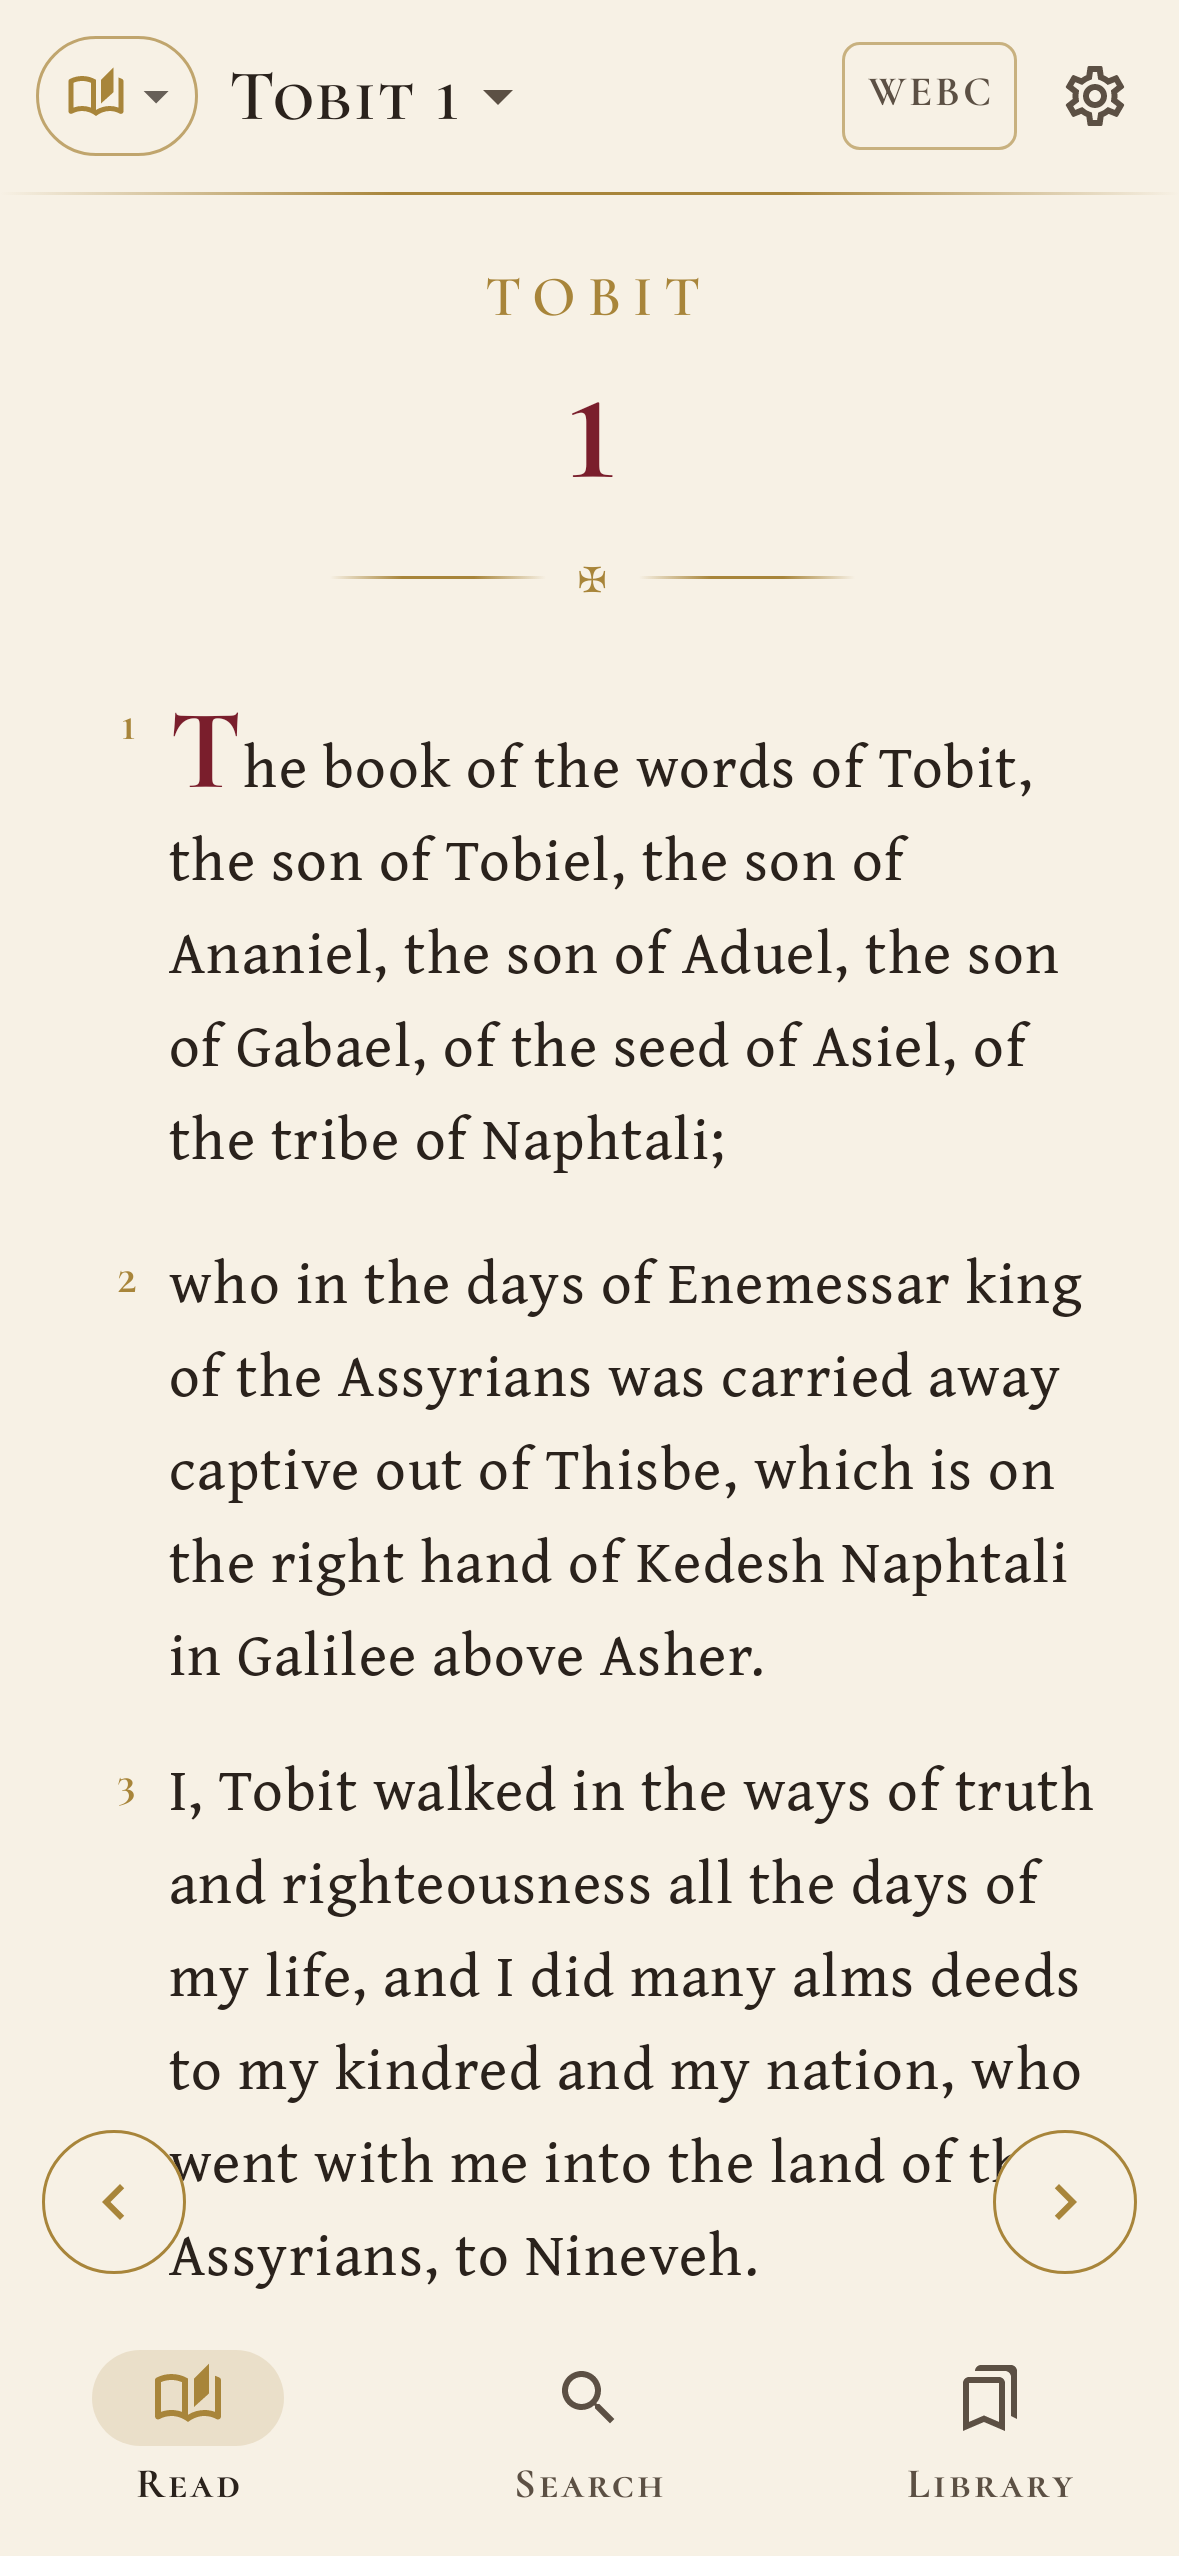 Tobit 1
WEBC
TOBIT
1
1 The book of the words of Tobit,
the son of Tobiel, the son of
Ananiel, the son of Aduel, the son
of Gabael, of the seed of Asiel, of
the tribe of Naphtali;
2 who in the days of Enemessar king
of the Assyrians was carried away
captive out of Thisbe, which is on
the right hand of Kedesh Naphtali
in Galilee above Asher.
3 I, Tobit walked in the ways of truth
and righteousness all the days of
my life, and I did many alms deeds
to my kindred and my nation, who
went with me into the land of
Assyrians, to Nineveh.
Read
Search
Library